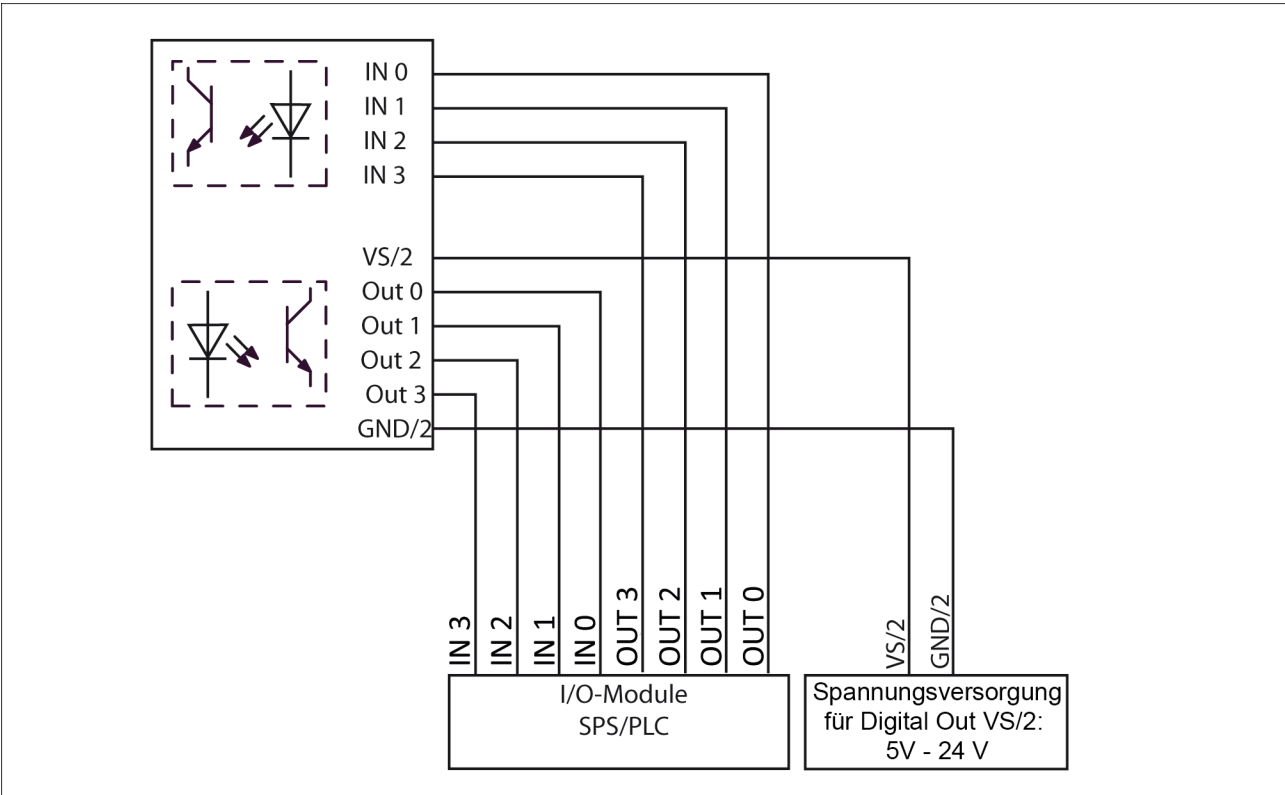 IN 0
IN 1
IN 2
IN 3
VS/2
Out 0
Out 1
Out 2
Out 3
GND/2
IN 3
IN 2
IN 1
IN 0
OUT 3
OUT 2
OUT 1
OUT 0
VS/2
GND/2
I/O-Module
SPS/PLC
Spannungsversorgung
für Digital Out VS/2:
5V - 24 V